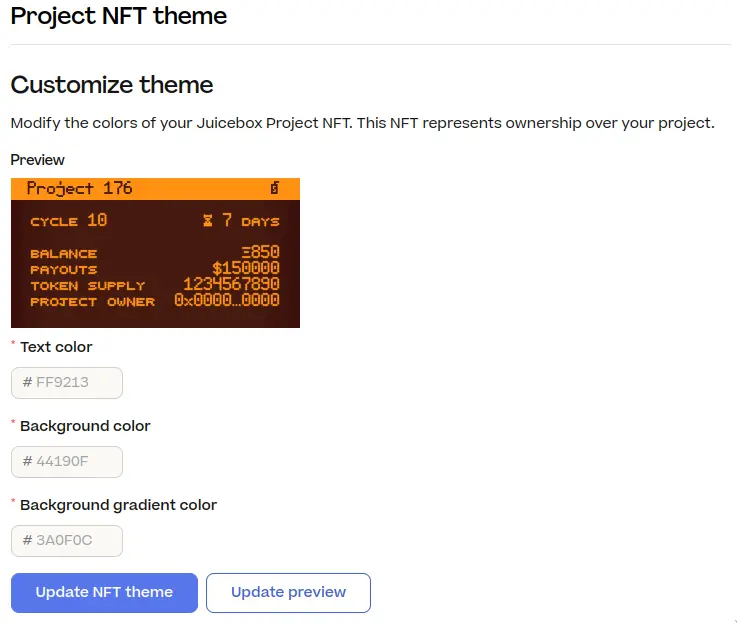 Project NFT theme
Customize theme
Modify the colors of your Juicebox Project NFT. This NFT represents ownership over your project.
Preview
Project 176
CYCLE 10 7 DAYS
BALANCE Ξ850
PAYOUTS $150000
TOKEN SUPPLY 1234567890
PROJECT OWNER 0x0000…0000
* Text color
# FF9213
* Background color
# 44190F
* Background gradient color
# 3A0F0C
Update NFT theme Update preview